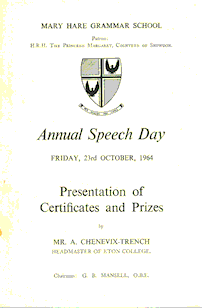 MARY HARE GRAMMAR SCHOOL
Patron:
H.R.H. THE PRINCESS MARGARET, COUNTESS OF SNOWDON
Annual Speech Day
FRIDAY, 23rd OCTOBER, 1964
Presentation of
Certificates and Prizes
by
MR. A. CHENEVIX-TRENCH
HEADMASTER OF ETON COLLEGE.
Chairman: G. B. MANSELL, O.B.E.